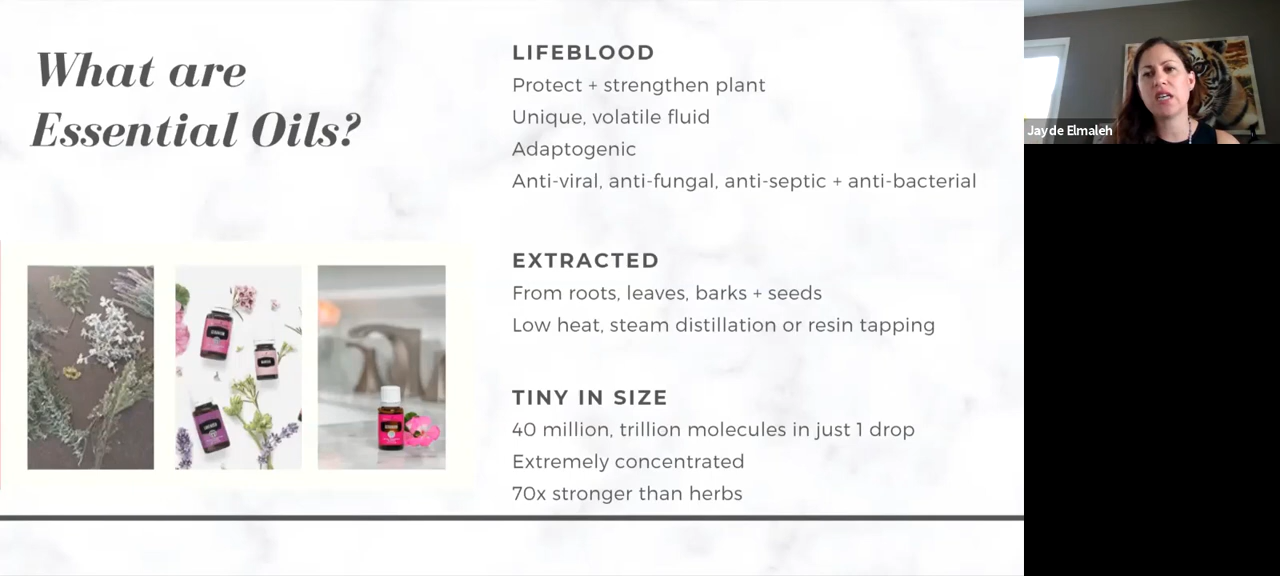 What are
Essential Oils?
LIFEBLOOD
Protect + strengthen plant
Unique, volatile fluid
Adaptogenic
Anti-viral, anti-fungal, anti-septic + anti-bacterial
EXTRACTED
From roots, leaves, barks + seeds
Low heat, steam distillation or resin tapping
TINY IN SIZE
40 million, trillion molecules in just 1 drop
Extremely concentrated
70x stronger than herbs
Jayde Elmaleh